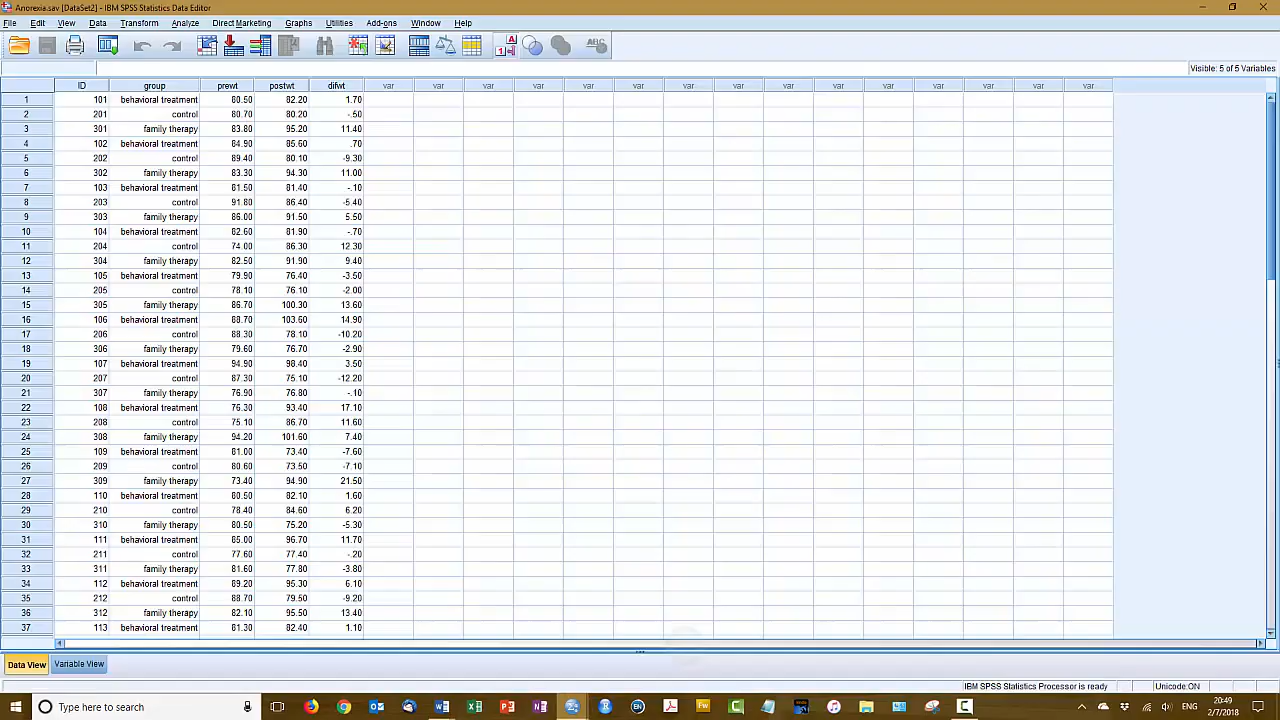 Anorexia.sav [DataSet2] - IBM SPSS Statistics Data Editor
File Edit View Data Transform Analyze Direct Marketing Graphs Utilities Add-ons Window Help
Visible: 5 of 5 Variables
ID group prewt postwt difwt var var var var var var var var var var var var var var var
1 101 behavioral treatment 80.50 82.20 1.70
2 201 control 80.70 80.20 -.50
3 301 family therapy 83.80 95.20 11.40
4 102 behavioral treatment 84.90 85.60 .70
5 202 control 89.40 80.10 -9.30
6 302 family therapy 83.30 94.30 11.00
7 103 behavioral treatment 81.50 81.40 -.10
8 203 control 91.80 86.40 -5.40
9 303 family therapy 86.00 91.50 5.50
10 104 behavioral treatment 82.60 81.90 -.70
11 204 control 74.00 86.30 12.30
12 304 family therapy 82.50 91.90 9.40
13 105 behavioral treatment 79.90 76.40 -3.50
14 205 control 78.10 76.10 -2.00
15 305 family therapy 86.70 100.30 13.60
16 106 behavioral treatment 88.70 103.60 14.90
17 206 control 88.30 78.10 -10.20
18 306 family therapy 79.60 76.70 -2.90
19 107 behavioral treatment 94.90 98.40 3.50
20 207 control 87.30 75.10 -12.20
21 307 family therapy 76.90 76.80 -.10
22 108 behavioral treatment 76.30 93.40 17.10
23 208 control 75.10 86.70 11.60
24 308 family therapy 94.20 101.60 7.40
25 109 behavioral treatment 81.00 73.40 -7.60
26 209 control 80.60 73.50 -7.10
27 309 family therapy 73.40 94.90 21.50
28 110 behavioral treatment 80.50 82.10 1.60
29 210 control 78.40 84.60 6.20
30 310 family therapy 80.50 75.20 -5.30
31 111 behavioral treatment 85.00 96.70 11.70
32 211 control 77.60 77.40 -.20
33 311 family therapy 81.60 77.80 -3.80
34 112 behavioral treatment 89.20 95.30 6.10
35 212 control 88.70 79.50 -9.20
36 312 family therapy 82.10 95.50 13.40
37 113 behavioral treatment 81.30 82.40 1.10
Data View Variable View
IBM SPSS Statistics Processor is ready Unicode:ON
Type here to search
20:49
2/7/2018